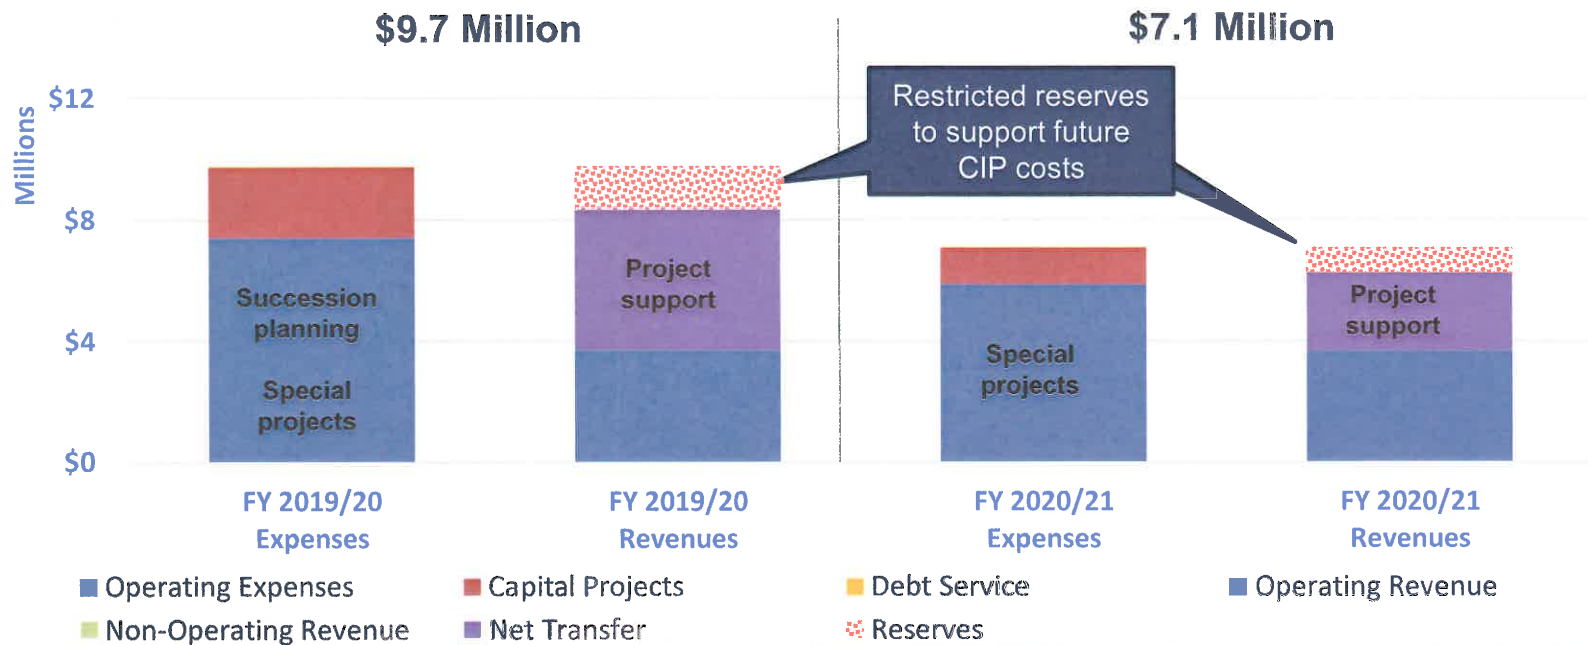 $9.7 Million
$7.1 Million
Millions
$12
$8
$4
$0
Restricted reserves
to support future
CIP costs
Succession
planning
Special
projects
Project
support
Special
projects
Project
support
FY 2019/20
Expenses
FY 2019/20
Revenues
FY 2020/21
Expenses
FY 2020/21
Revenues
Operating Expenses
Capital Projects
Debt Service
Operating Revenue
Non-Operating Revenue
Net Transfer
Reserves